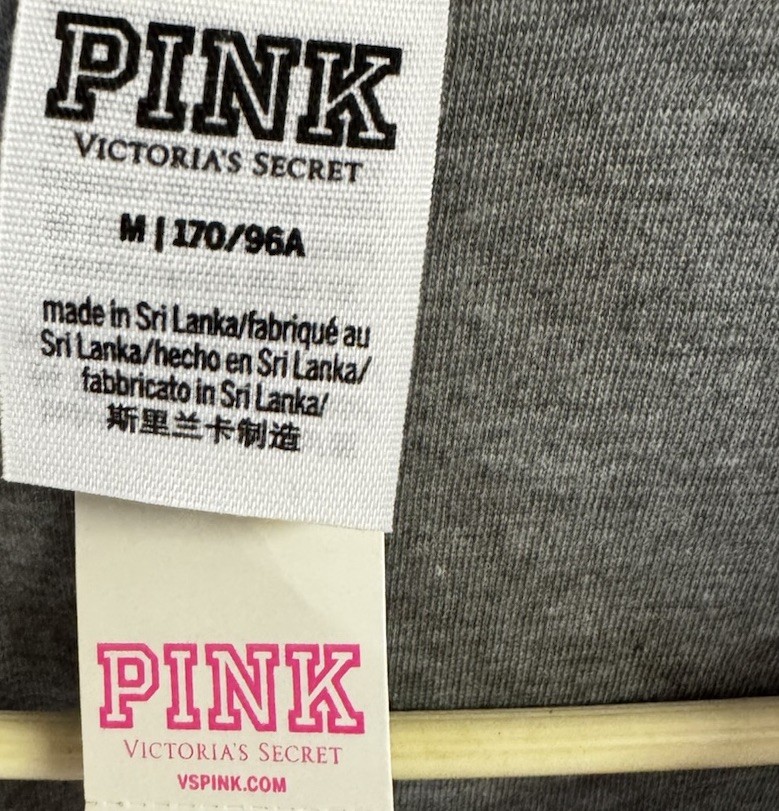 PINK
VICTORIA'S SECRET
M | 170/96A
made in Sri Lanka/fabriqué au
Sri Lanka/hecho en Sri Lanka/
fabbricato in Sri Lanka/
斯里兰卡制造
PINK
VICTORIA'S SECRET
VSPINK.COM